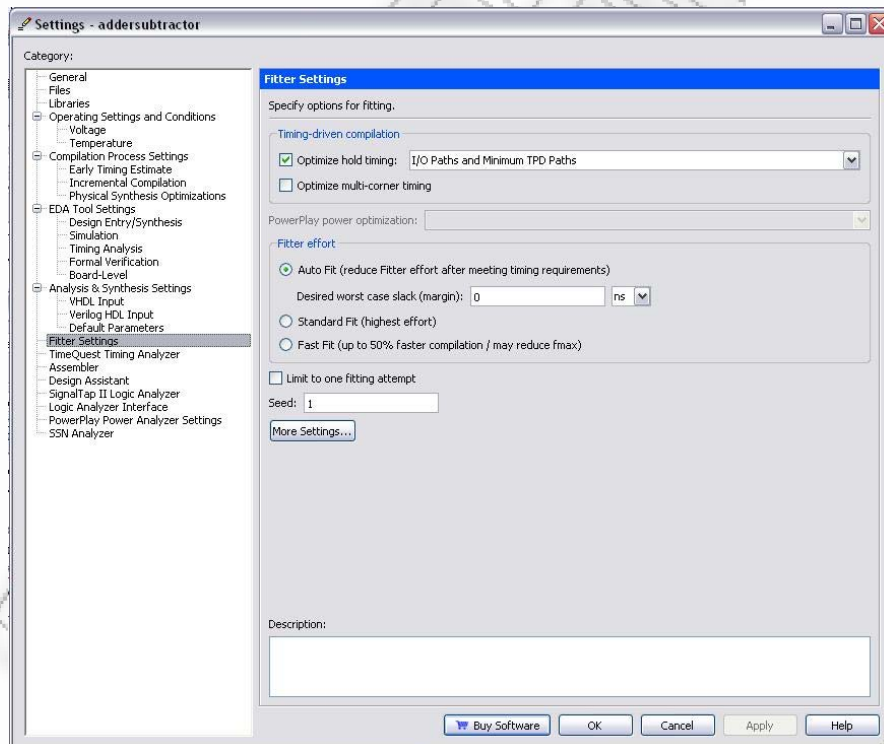 Settings - addersubtractor
Category:
General
Files
Libraries
Operating Settings and Conditions
Voltage
Temperature
Compilation Process Settings
Early Timing Estimate
Incremental Compilation
Physical Synthesis Optimizations
EDA Tool Settings
Design Entry/Synthesis
Simulation
Timing Analysis
Formal Verification
Board-Level
Analysis & Synthesis Settings
VHDL Input
Verilog HDL Input
Default Parameters
Fitter Settings
TimeQuest Timing Analyzer
Assembler
Design Assistant
SignalTap II Logic Analyzer
Logic Analyzer Interface
PowerPlay Power Analyzer Settings
SSN Analyzer
Fitter Settings
Specify options for fitting.
Timing-driven compilation
Optimize hold timing: I/O Paths and Minimum TPD Paths
Optimize multi-corner timing
PowerPlay power optimization:
Fitter effort
Auto Fit (reduce Fitter effort after meeting timing requirements)
Desired worst case slack (margin): 0 ns
Standard Fit (highest effort)
Fast Fit (up to 50% faster compilation / may reduce fmax)
Limit to one fitting attempt
Seed: 1
More Settings...
Description:
Buy Software OK Cancel Apply Help